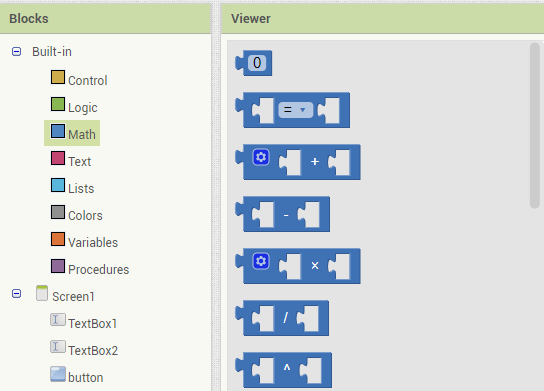 Blocks
Built-in
Control
Logic
Math
Text
Lists
Colors
Variables
Procedures
Screen1
TextBox1
TextBox2
button
Viewer
0
=
+
-
×
/
^